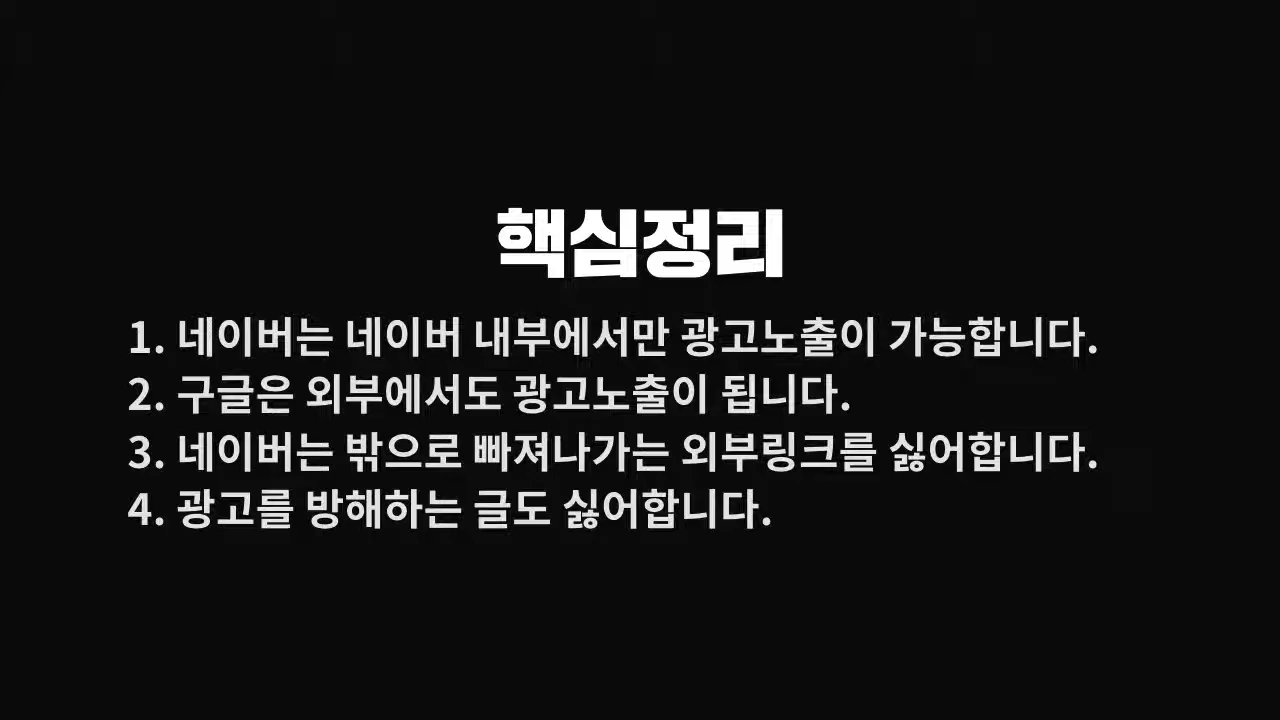 핵심정리
1. 네이버는 네이버 내부에서만 광고노출이 가능합니다.
2. 구글은 외부에서도 광고노출이 됩니다.
3. 네이버는 밖으로 빠져나가는 외부링크를 싫어합니다.
4. 광고를 방해하는 글도 싫어합니다.